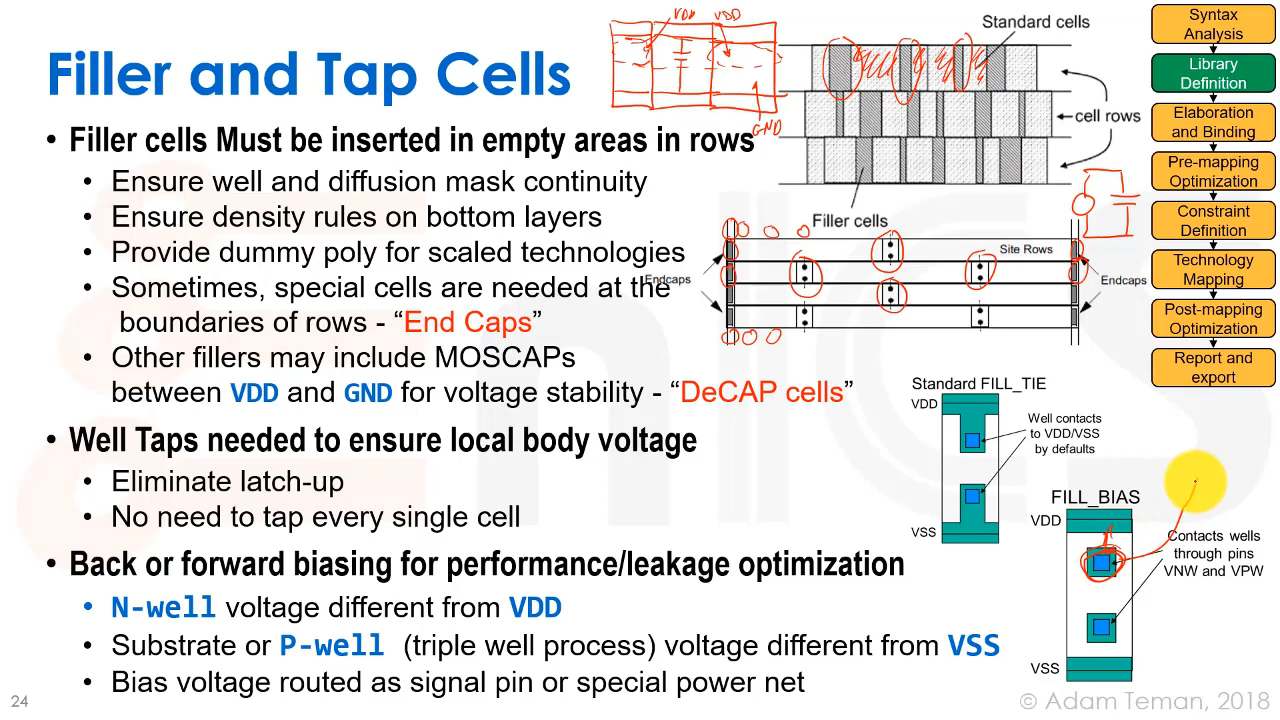 Filler and Tap Cells
• Filler cells Must be inserted in empty areas in rows
• Ensure well and diffusion mask continuity
• Ensure density rules on bottom layers
• Provide dummy poly for scaled technologies
• Sometimes, special cells are needed at the
boundaries of rows - “End Caps”
• Other fillers may include MOSCAPs
between VDD and GND for voltage stability - “DeCAP cells”
• Well Taps needed to ensure local body voltage
• Eliminate latch-up
• No need to tap every single cell
• Back or forward biasing for performance/leakage optimization
• N-well voltage different from VDD
• Substrate or P-well (triple well process) voltage different from VSS
• Bias voltage routed as signal pin or special power net
24
VDD
VDD
GND
Standard cells
cell rows
Filler cells
Site Rows
Endcaps
Endcaps
Standard FILL_TIE
VDD
VSS
Well contacts
to VDD/VSS
by defaults
FILL_BIAS
VDD
VSS
Contacts wells
through pins
VNW and VPW
Syntax
Analysis
Library
Definition
Elaboration
and Binding
Pre-mapping
Optimization
Constraint
Definition
Technology
Mapping
Post-mapping
Optimization
Report and
export
© Adam Teman, 2018